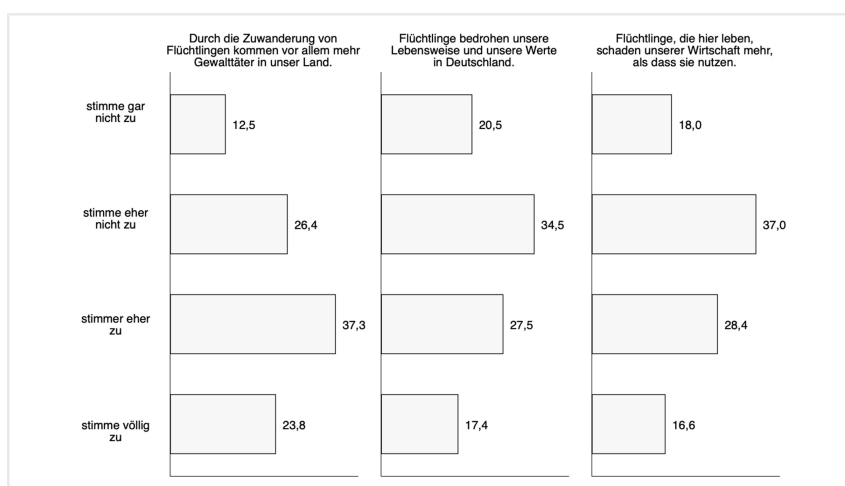 Durch die Zuwanderung von
Flüchtlingen kommen vor allem mehr
Gewalttäter in unser Land.
Flüchtlinge bedrohen unsere
Lebensweise und unsere Werte
in Deutschland.
Flüchtlinge, die hier leben,
schaden unserer Wirtschaft mehr,
als dass sie nutzen.
stimme gar
nicht zu
12,5
20,5
18,0
stimme eher
nicht zu
26,4
34,5
37,0
stimmer eher
zu
37,3
27,5
28,4
stimme völlig
zu
23,8
17,4
16,6